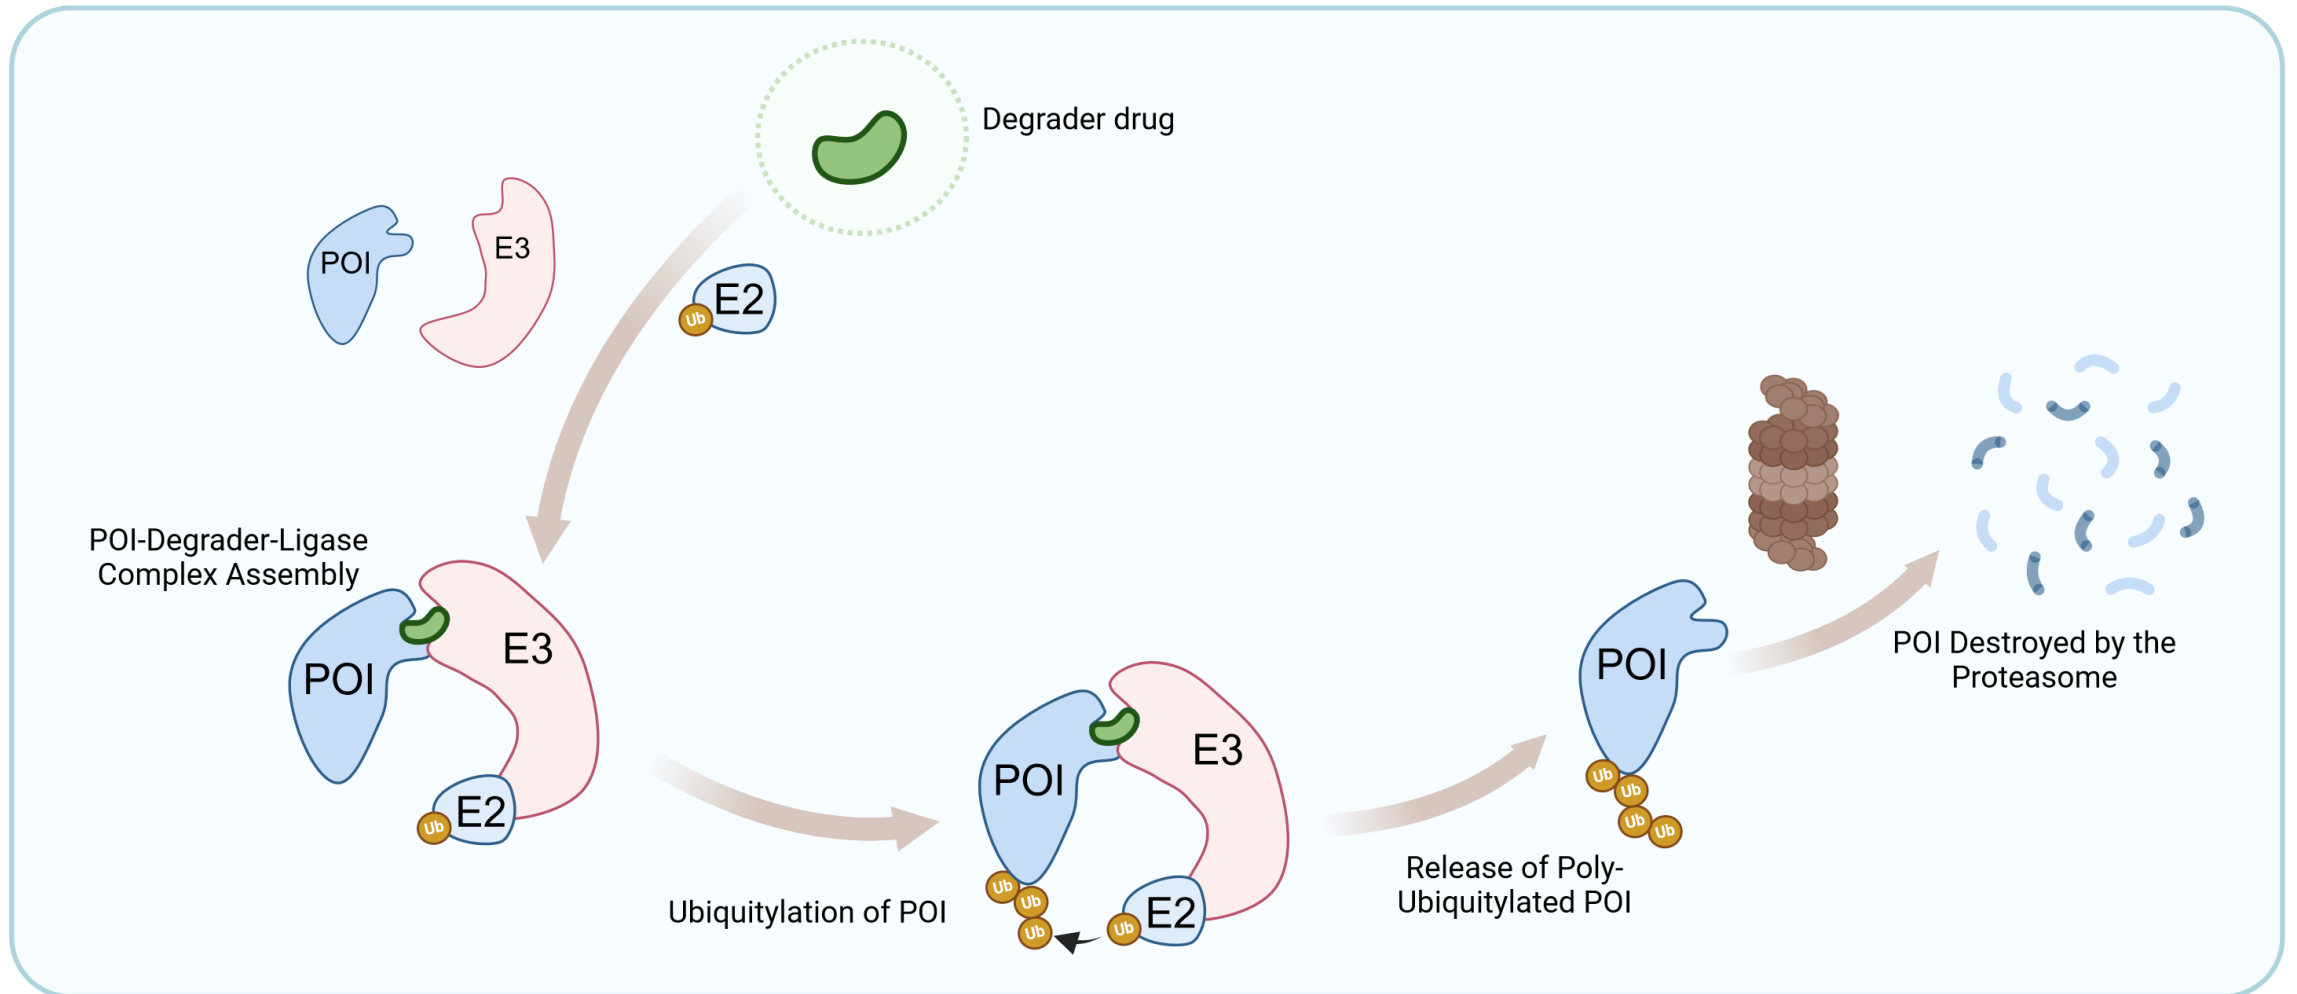 Degrader drug
POI
E3
E2
Ub
POI-Degrader-Ligase
Complex Assembly
POI
E3
E2
Ub
Ubiquitylation of POI
POI
E3
E2
Ub
Ub
Ub
Ub
Release of Poly-
Ubiquitylated POI
POI
Ub
Ub
Ub
Ub
POI Destroyed by the
Proteasome